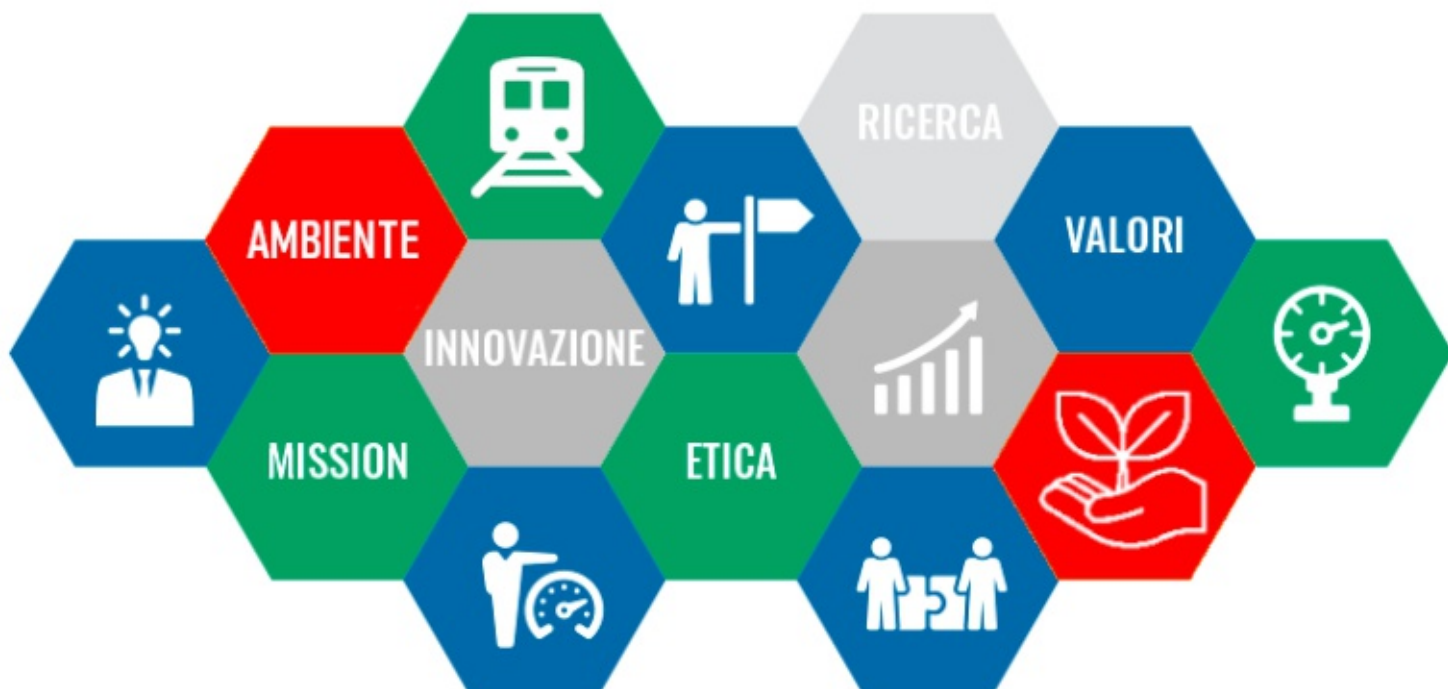 RICERCA
AMBIENTE
VALORI
INNOVAZIONE
MISSION
ETICA